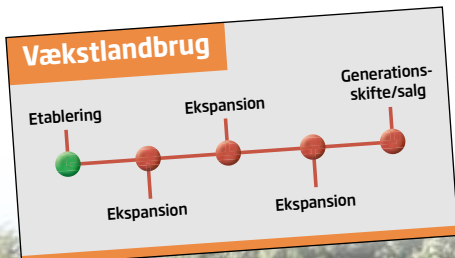 Vækstlandbrug
Etablering
Ekspansion
Ekspansion
Ekspansion
Generations-
skifte/salg